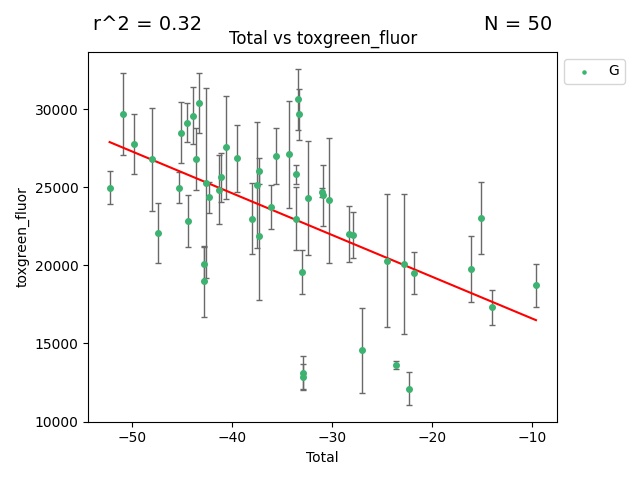 r^2 = 0.32
N = 50
Total vs toxgreen_fluor
G
30000
25000
20000
15000
10000
toxgreen_fluor
−50
−40
−30
−20
−10
Total